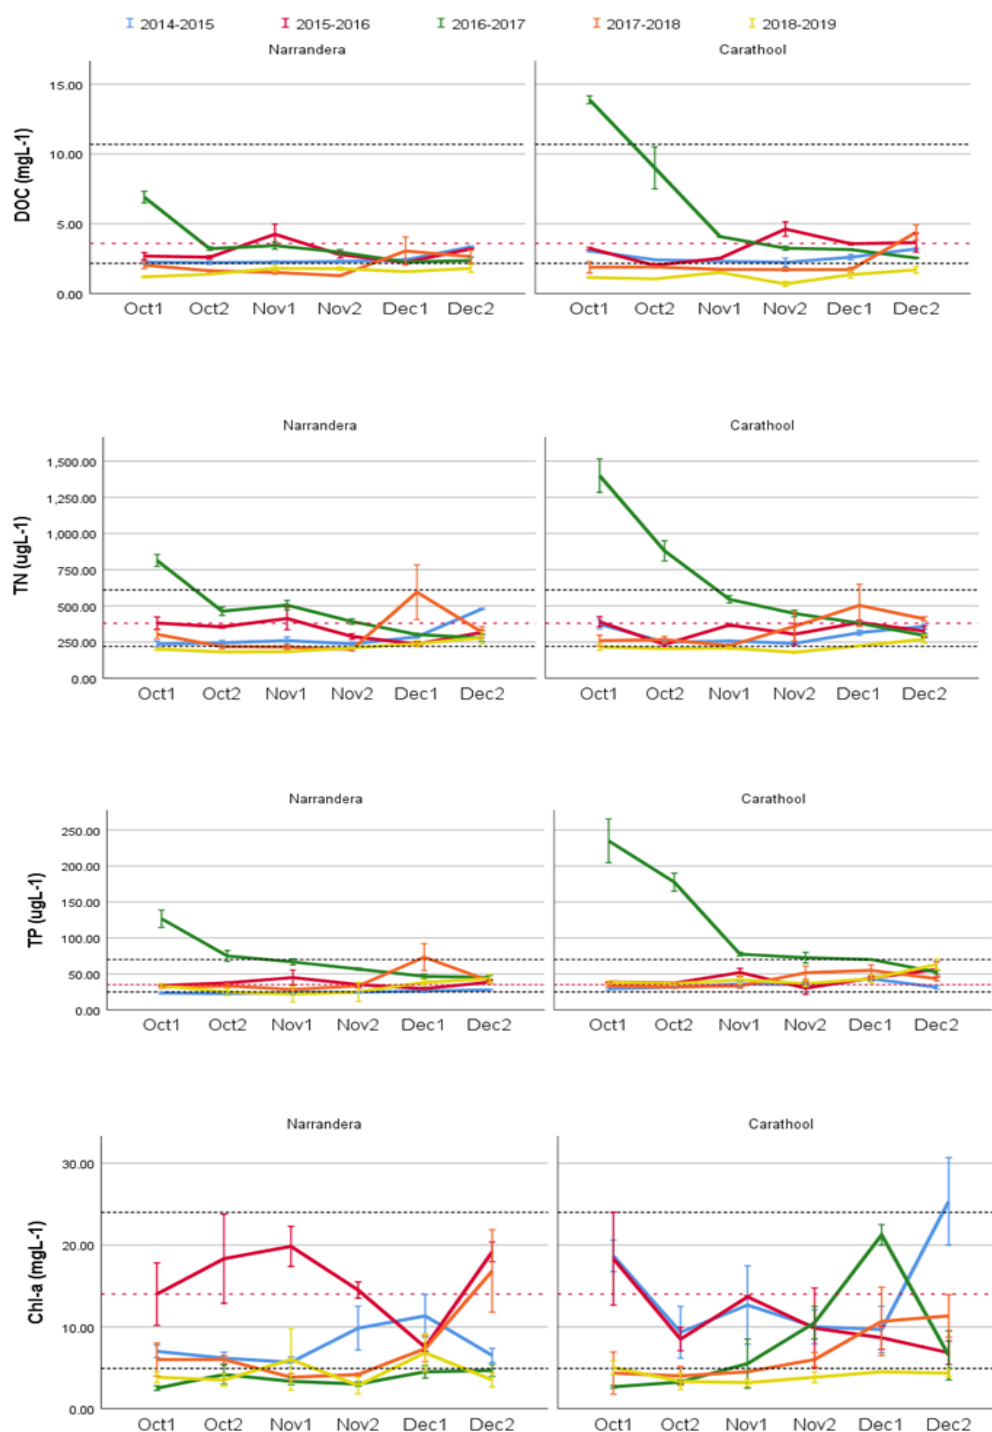 2014-2015 2015-2016 2016-2017 2017-2018 2018-2019
Narrandera Carathool
DOC (mgL-1)
15.00
10.00
5.00
0.00
Oct1 Oct2 Nov1 Nov2 Dec1 Dec2 Oct1 Oct2 Nov1 Nov2 Dec1 Dec2
Narrandera Carathool
TN (ugL-1)
1,500.00
1,250.00
1,000.00
750.00
500.00
250.00
0.00
Oct1 Oct2 Nov1 Nov2 Dec1 Dec2 Oct1 Oct2 Nov1 Nov2 Dec1 Dec2
Narrandera Carathool
TP (ugL-1)
250.00
200.00
150.00
100.00
50.00
0.00
Oct1 Oct2 Nov1 Nov2 Dec1 Dec2 Oct1 Oct2 Nov1 Nov2 Dec1 Dec2
Narrandera Carathool
Chl-a (mgL-1)
30.00
20.00
10.00
0.00
Oct1 Oct2 Nov1 Nov2 Dec1 Dec2 Oct1 Oct2 Nov1 Nov2 Dec1 Dec2